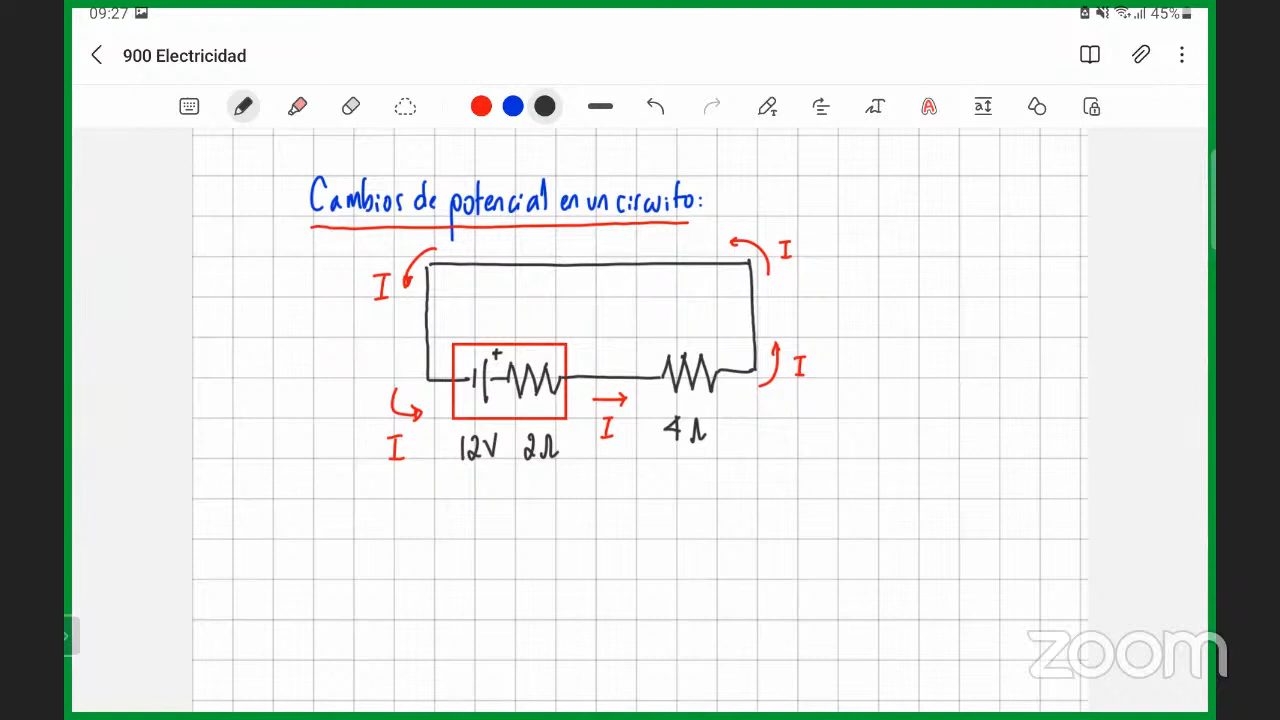 09:27 45%
900 Electricidad
Cambios de potencial en un circuito:
I
I
I
+
12V 2Ω
I
I
4Ω
zoom